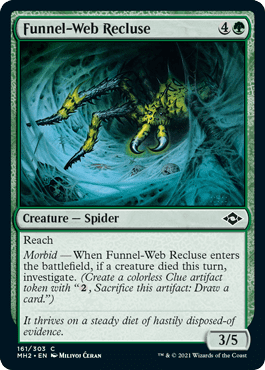 Funnel-Web Recluse 4
Creature — Spider
Reach
Morbid — When Funnel-Web Recluse enters
the battlefield, if a creature died this turn,
investigate. (Create a colorless Clue artifact
token with “2, Sacrifice this artifact: Draw a
card.”)
It thrives on a steady diet of hastily disposed-of
evidence.
3/5
161/303 C
MH2 • EN MILIVOJ ĆERAN
™ & © 2021 Wizards of the Coast